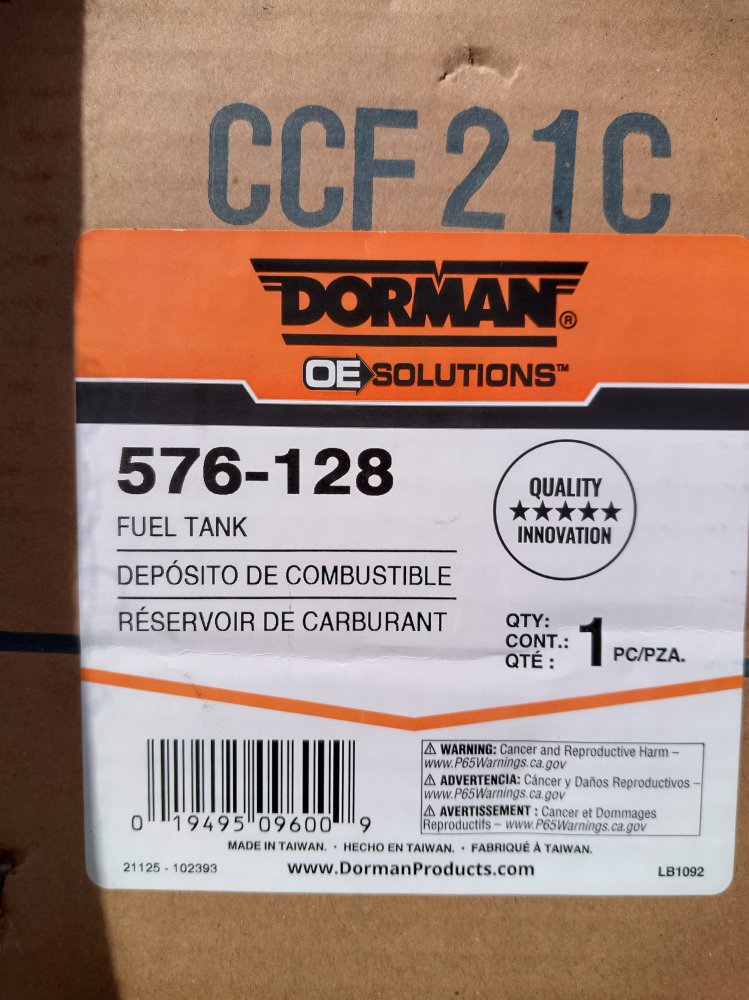 CCF21C
DORMAN®
OE SOLUTIONS™
576-128
FUEL TANK
DEPÓSITO DE COMBUSTIBLE
RÉSERVOIR DE CARBURANT
QUALITY
★★★★★
INNOVATION
QTY:
CONT.:
QTÉ :
1 PC/PZA.
0 19495 09600 9
⚠ WARNING: Cancer and Reproductive Harm –
www.P65Warnings.ca.gov
⚠ ADVERTENCIA: Cáncer y Daños Reproductivos –
www.P65Warnings.ca.gov
⚠ AVERTISSEMENT : Cancer et Dommages
Reproductifs – www.P65Warnings.ca.gov
MADE IN TAIWAN. • HECHO EN TAIWAN. • FABRIQUÉ À TAIWAN.
21125 - 102393
www.DormanProducts.com
LB1092